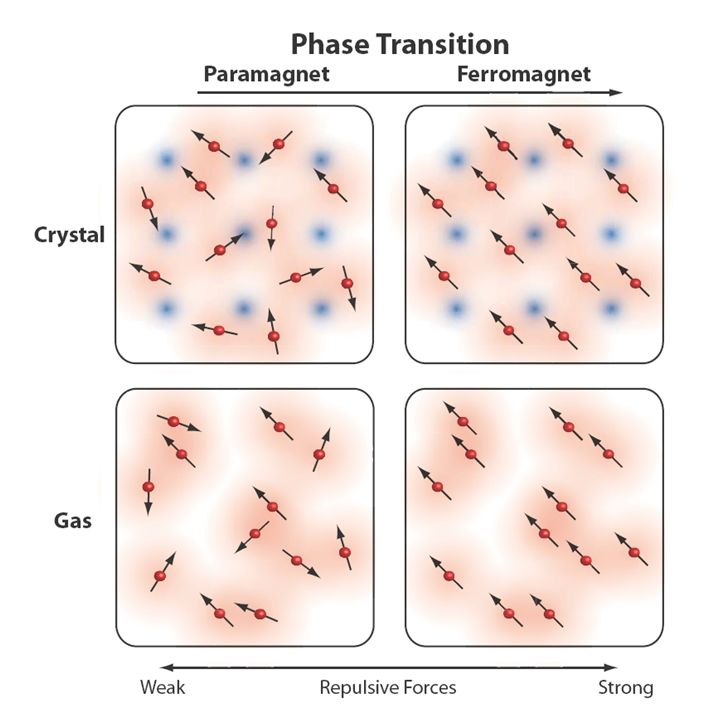 Phase Transition
Paramagnet Ferromagnet
Crystal
Gas
Weak Repulsive Forces Strong